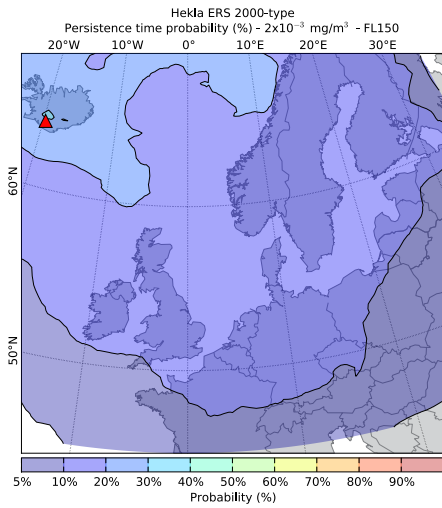 Hekla ERS 2000-type
Persistence time probability (%) - 2x10⁻³ mg/m³ - FL150
20°W 10°W 0° 10°E 20°E 30°E
60°N
50°N
5% 10% 20% 30% 40% 50% 60% 70% 80% 90%
Probability (%)